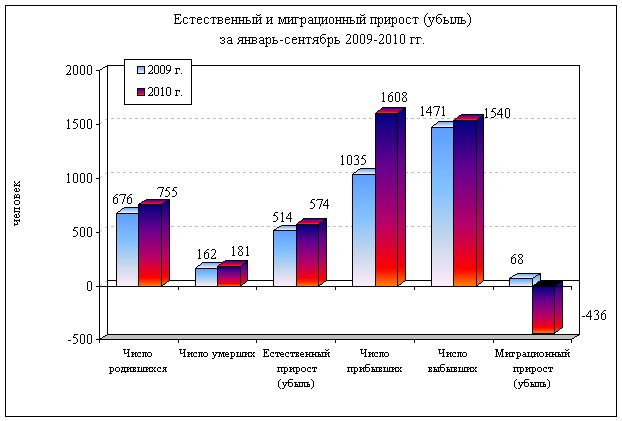 Естественный и миграционный прирост (убыль)
за январь-сентябрь 2009-2010 гг.
человек
2000
1500
1000
500
0
-500
2009 г.
2010 г.
676
755
162
181
514
574
1035
1608
1471
1540
68
-436
Число
родившихся
Число умерших
Естественный
прирост
(убыль)
Число
прибывших
Число
выбывших
Миграционный
прирост
(убыль)